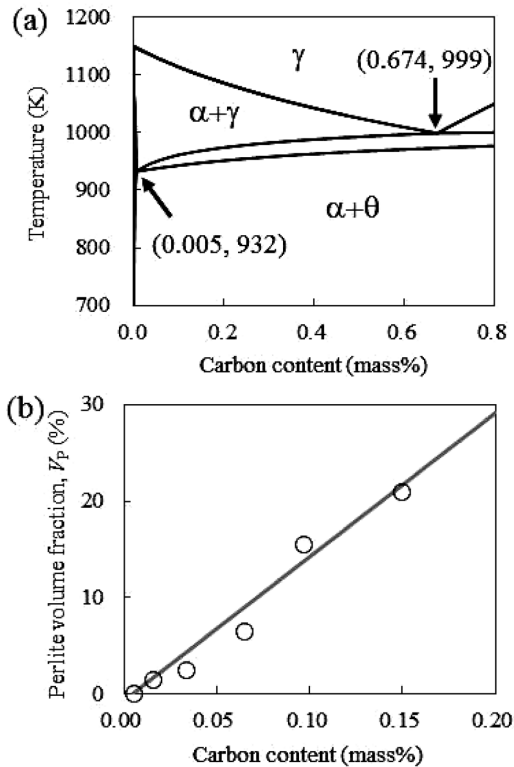 (a)
1200
1100
1000
900
800
700
Temperature (K)
γ
(0.674, 999)
α+γ
α+θ
(0.005, 932)
0.0 0.2 0.4 0.6 0.8
Carbon content (mass%)
(b)
30
20
10
0
Perlite volume fraction, VP (%)
0.00 0.05 0.10 0.15 0.20
Carbon content (mass%)